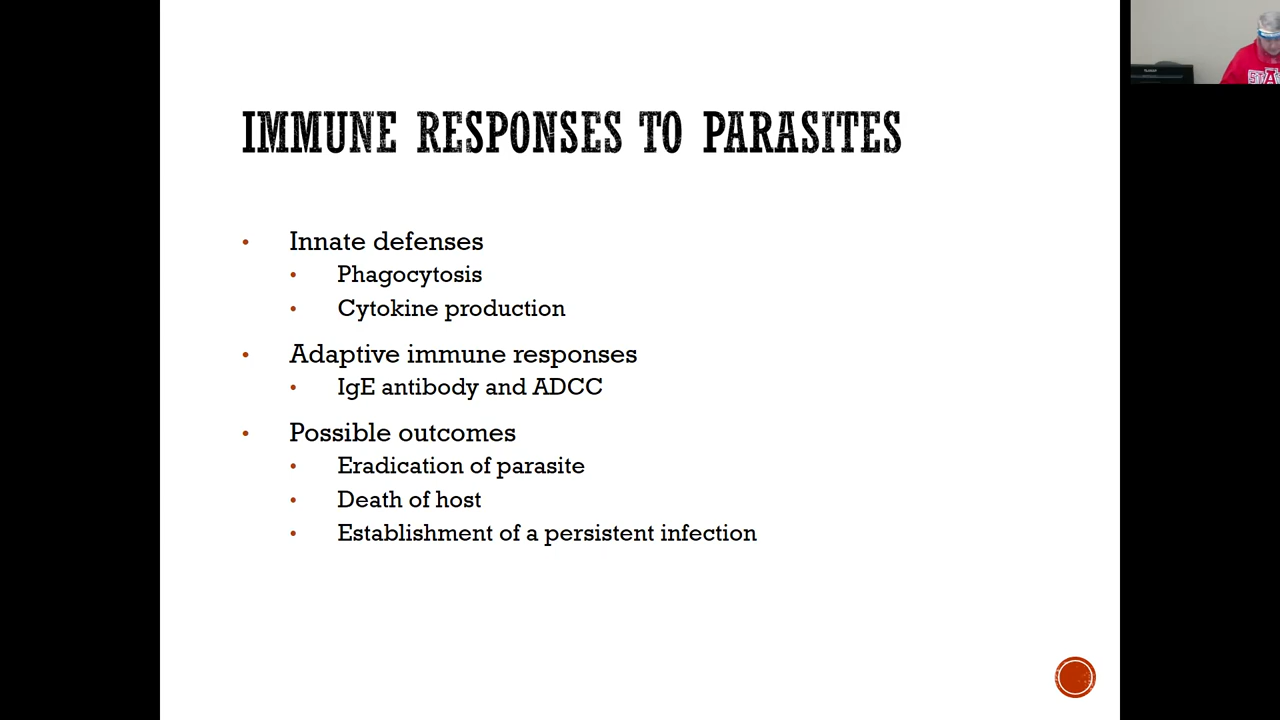 IMMUNE RESPONSES TO PARASITES
Innate defenses
Phagocytosis
Cytokine production
Adaptive immune responses
IgE antibody and ADCC
Possible outcomes
Eradication of parasite
Death of host
Establishment of a persistent infection